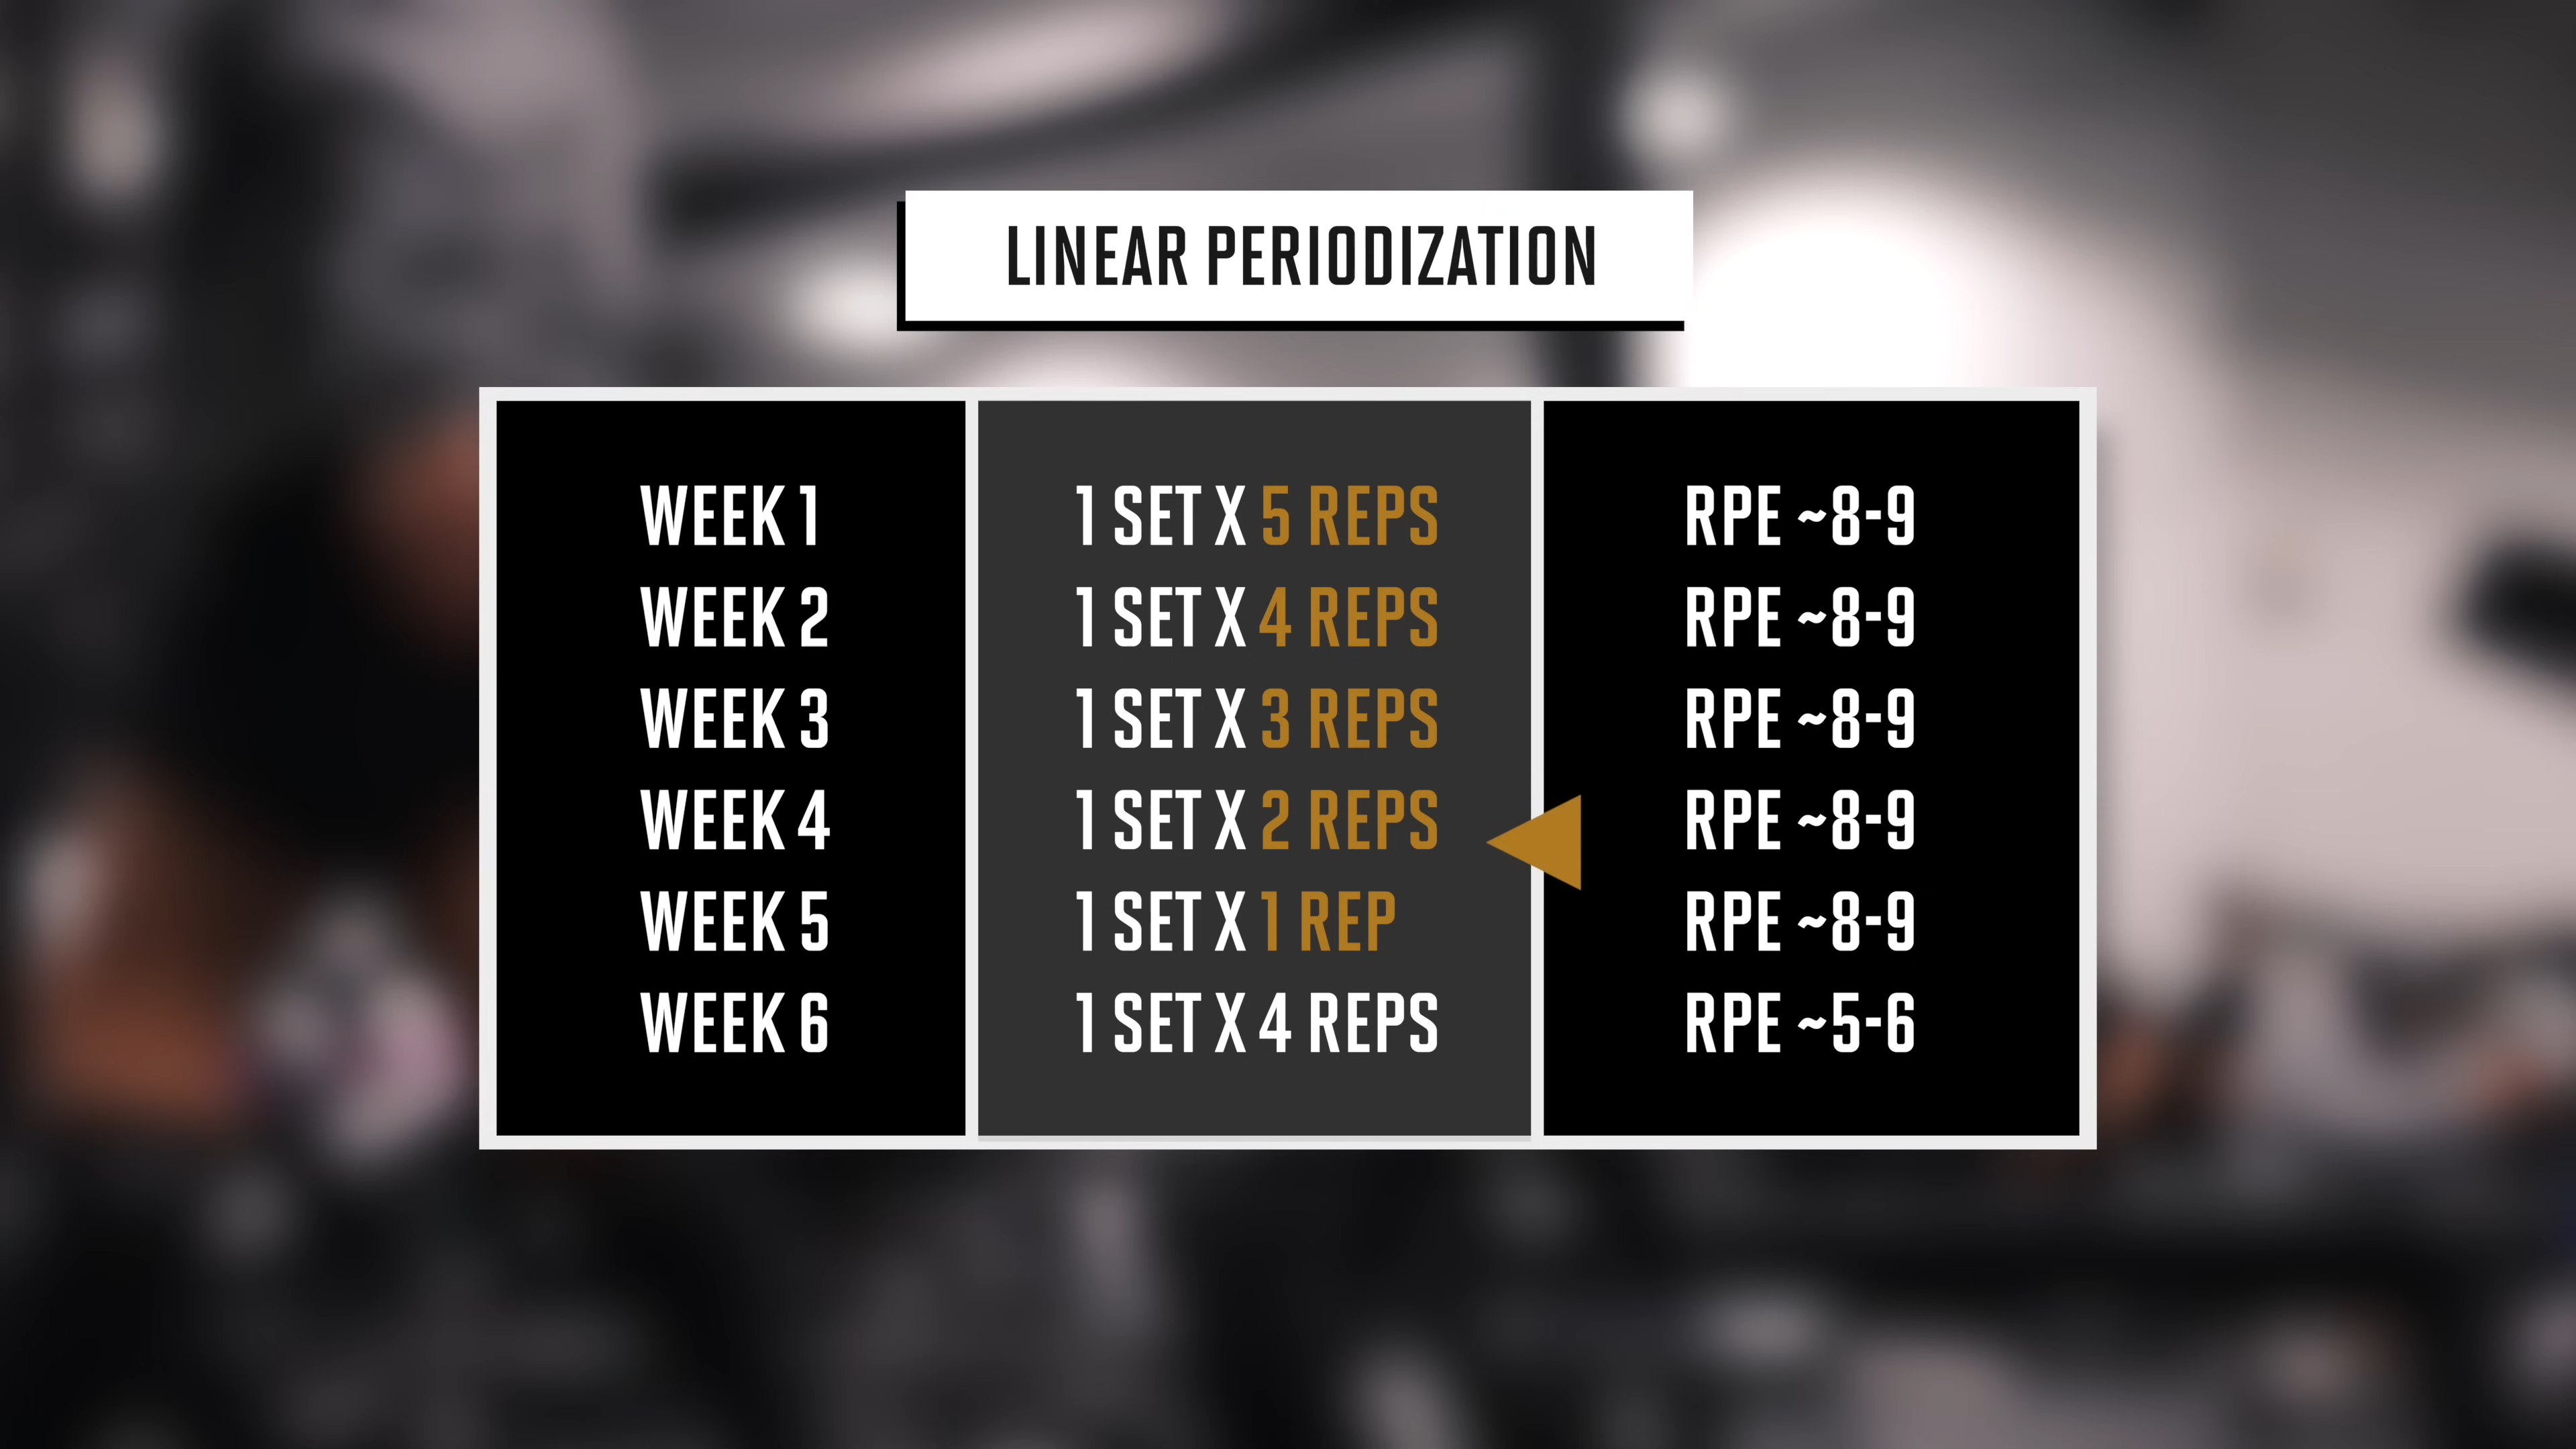 LINEAR PERIODIZATION
WEEK 1 1 SET X 5 REPS RPE ~8-9
WEEK 2 1 SET X 4 REPS RPE ~8-9
WEEK 3 1 SET X 3 REPS RPE ~8-9
WEEK 4 1 SET X 2 REPS RPE ~8-9
WEEK 5 1 SET X 1 REP RPE ~8-9
WEEK 6 1 SET X 4 REPS RPE ~5-6